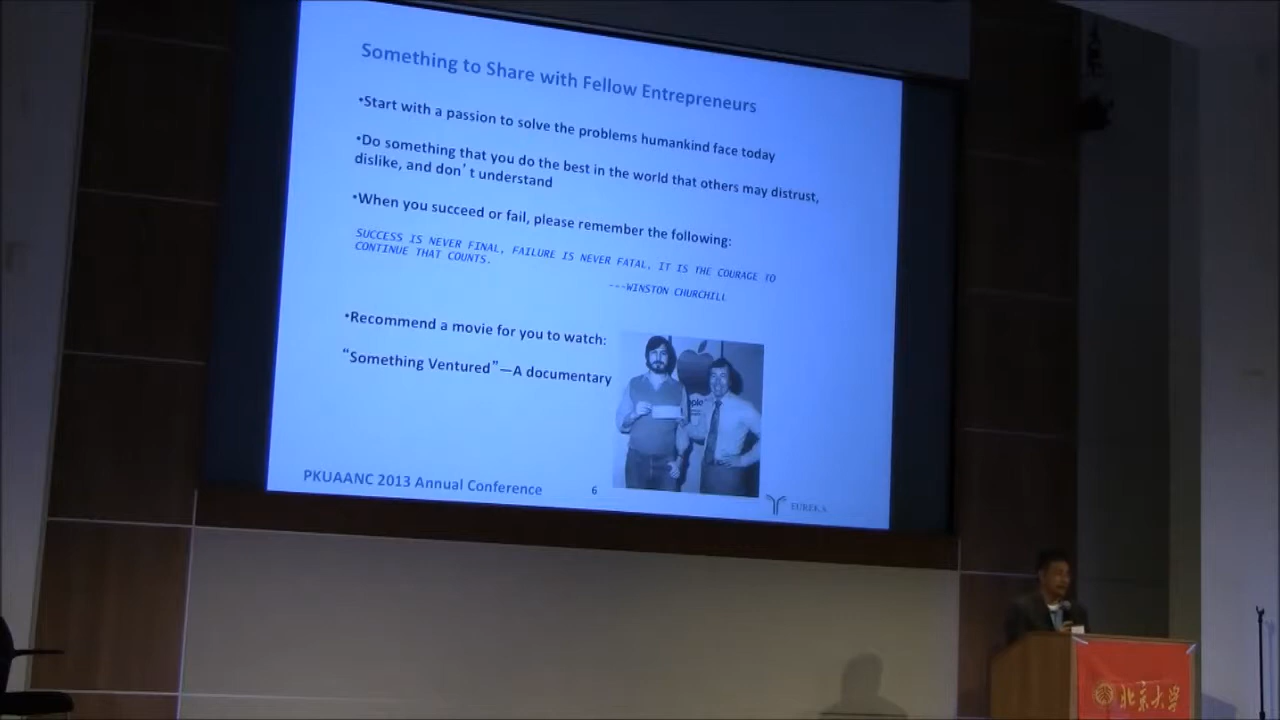 Something to Share with Fellow Entrepreneurs
•Start with a passion to solve the problems humankind face today
•Do something that you do the best in the world that others may distrust,
dislike, and don't understand
•When you succeed or fail, please remember the following:
SUCCESS IS NEVER FINAL, FAILURE IS NEVER FATAL, IT IS THE COURAGE TO
CONTINUE THAT COUNTS.
---WINSTON CHURCHILL
•Recommend a movie for you to watch:
"Something Ventured"—A documentary
PKUAANC 2013 Annual Conference
6
EUREKA
北京大学